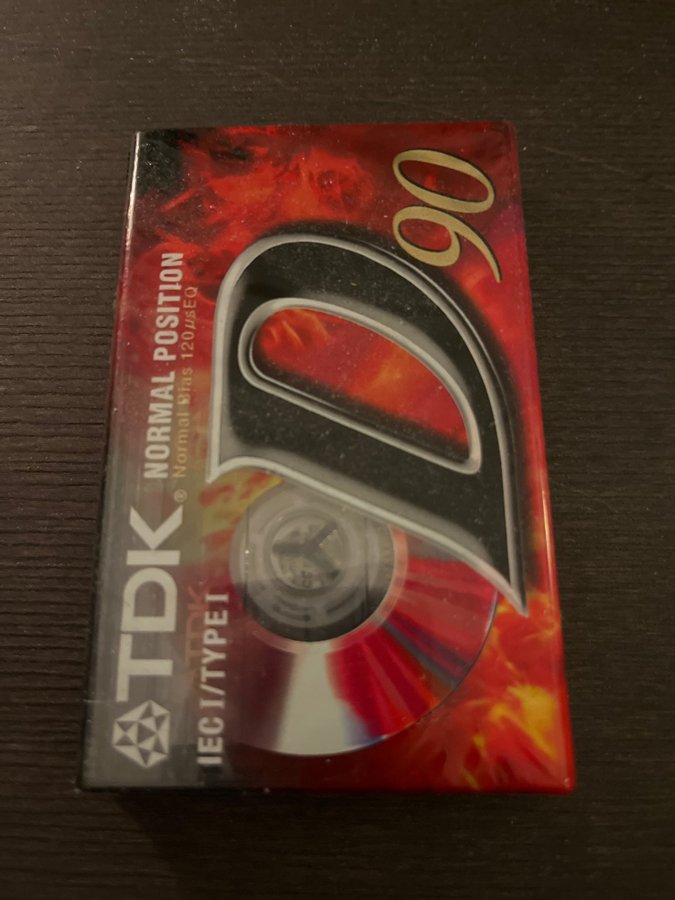 TDK
NORMAL POSITION
® Normal Bias 120μsEQ
IEC I/TYPE I
D
90